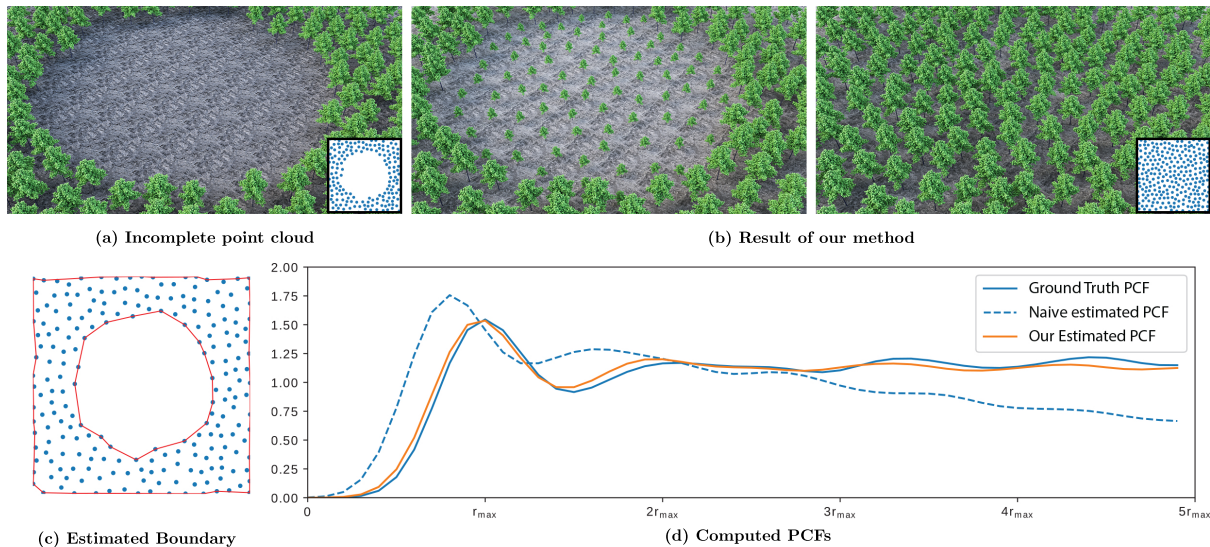 (a) Incomplete point cloud
(b) Result of our method
2.00
1.75
1.50
1.25
1.00
0.75
0.50
0.25
0.00
0
rmax
2rmax
3rmax
4rmax
5rmax
Ground Truth PCF
Naive estimated PCF
Our Estimated PCF
(c) Estimated Boundary
(d) Computed PCFs